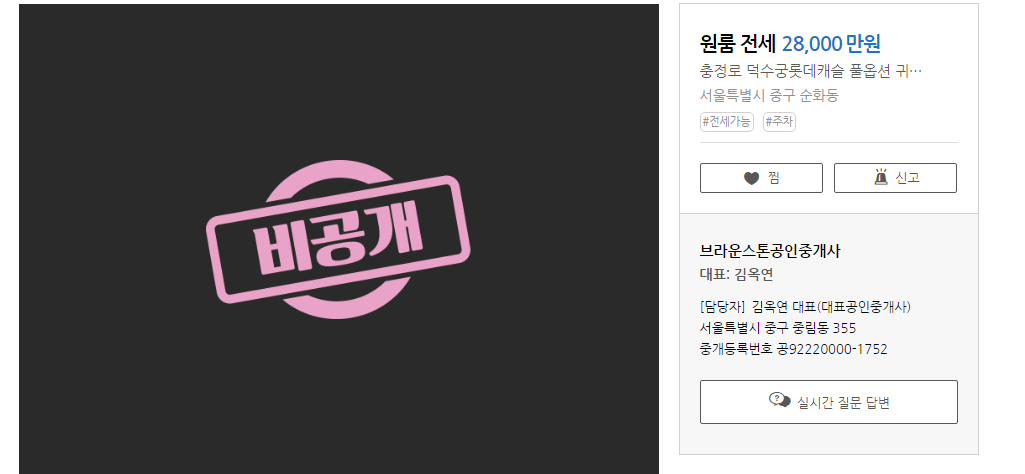 비공개
원룸 전세 28,000 만원
충정로 덕수궁롯데캐슬 풀옵션 귀…
서울특별시 중구 순화동
#전세가능 #주차
찜 신고
브라운스톤공인중개사
대표: 김옥연
[담당자] 김옥연 대표(대표공인중개사)
서울특별시 중구 중림동 355
중개등록번호 공92220000-1752
실시간 질문 답변